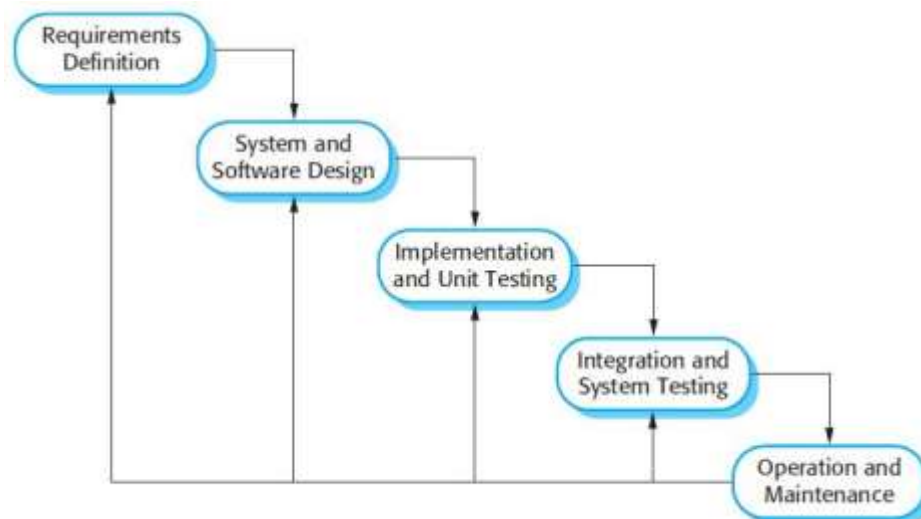 Requirements
Definition
System and
Software Design
Implementation
and Unit Testing
Integration and
System Testing
Operation and
Maintenance